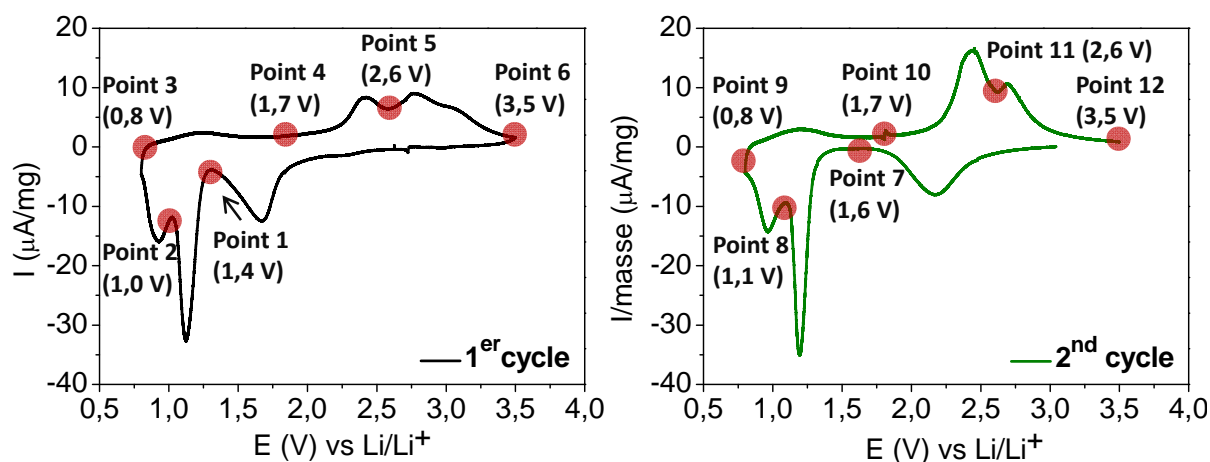 20
10
0
-10
-20
-30
-40
I (µA/mg)
Point 3
(0,8 V)
Point 4
(1,7 V)
Point 5
(2,6 V)
Point 6
(3,5 V)
Point 2
(1,0 V)
Point 1
(1,4 V)
1er cycle
0,5 1,0 1,5 2,0 2,5 3,0 3,5 4,0
E (V) vs Li/Li+
20
10
0
-10
-20
-30
-40
I/masse (µA/mg)
Point 9
(0,8 V)
Point 10
(1,7 V)
Point 11 (2,6 V)
Point 12
(3,5 V)
Point 7
(1,6 V)
Point 8
(1,1 V)
2nd cycle
0,5 1,0 1,5 2,0 2,5 3,0 3,5 4,0
E (V) vs Li/Li+